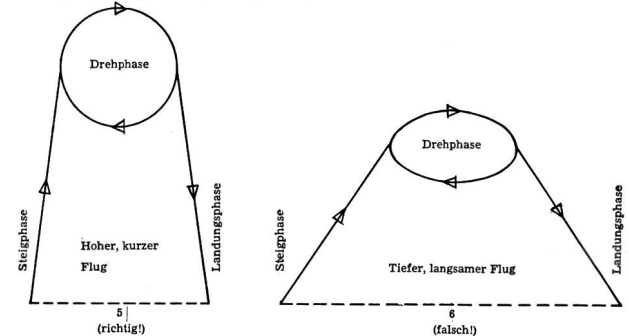 Drehphase
Steigphase
Landungsphase
Hoher, kurzer
Flug
5
(richtig!)
Drehphase
Steigphase
Landungsphase
Tiefer, langsamer Flug
6
(falsch!)